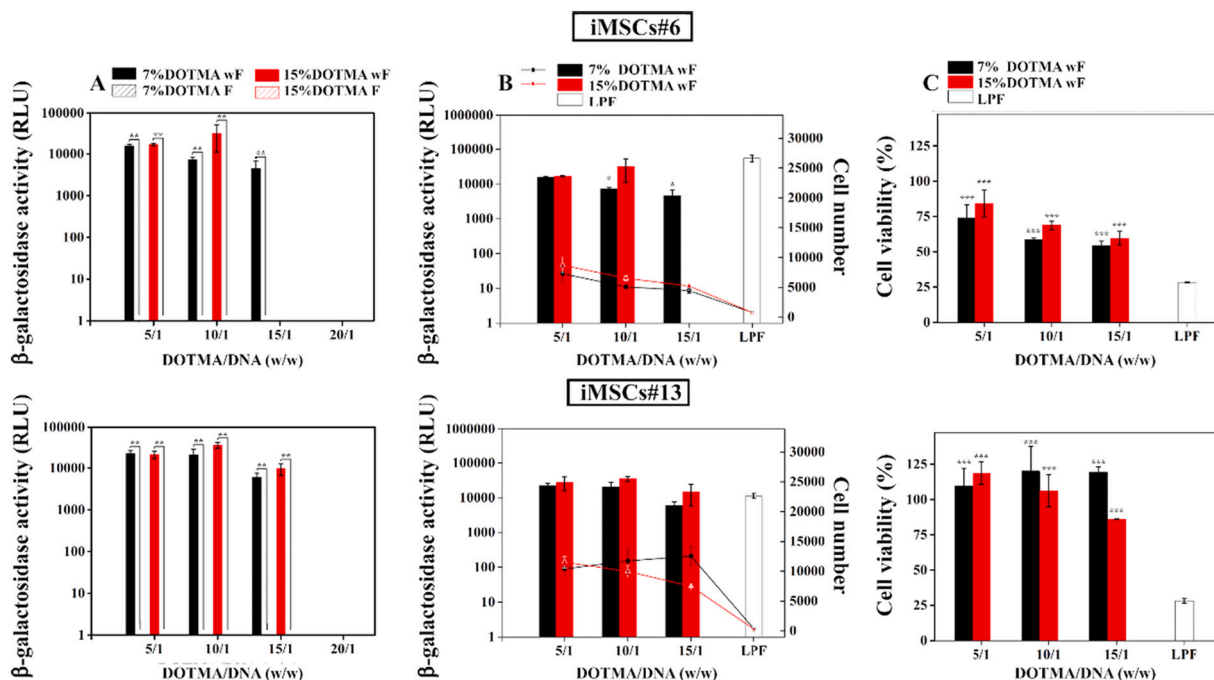 iMSCs#6
A
7%DOTMA wF
15%DOTMA wF
7%DOTMA F
15%DOTMA F
β-galactosidase activity (RLU)
100000
10000
1000
100
10
1
** ** ** ** **
5/1 10/1 15/1 20/1
DOTMA/DNA (w/w)
B
7% DOTMA wF
15%DOTMA wF
LPF
β-galactosidase activity (RLU)
1000000
100000
10000
1000
100
10
1
Cell number
30000
25000
20000
15000
10000
5000
0
5/1 10/1 15/1 LPF
DOTMA/DNA (w/w)
C
7% DOTMA wF
15%DOTMA wF
LPF
Cell viability (%)
125
100
75
50
25
0
*** *** *** *** *** ***
5/1 10/1 15/1 LPF
DOTMA/DNA (w/w)
iMSCs#13
β-galactosidase activity (RLU)
100000
10000
1000
100
10
1
** ** ** ** ** **
5/1 10/1 15/1 20/1
DOTMA/DNA (w/w)
β-galactosidase activity (RLU)
1000000
100000
10000
1000
100
10
1
Cell number
30000
25000
20000
15000
10000
5000
0
5/1 10/1 15/1 LPF
DOTMA/DNA (w/w)
Cell viability (%)
125
100
75
50
25
0
*** *** *** *** *** ***
5/1 10/1 15/1 LPF
DOTMA/DNA (w/w)